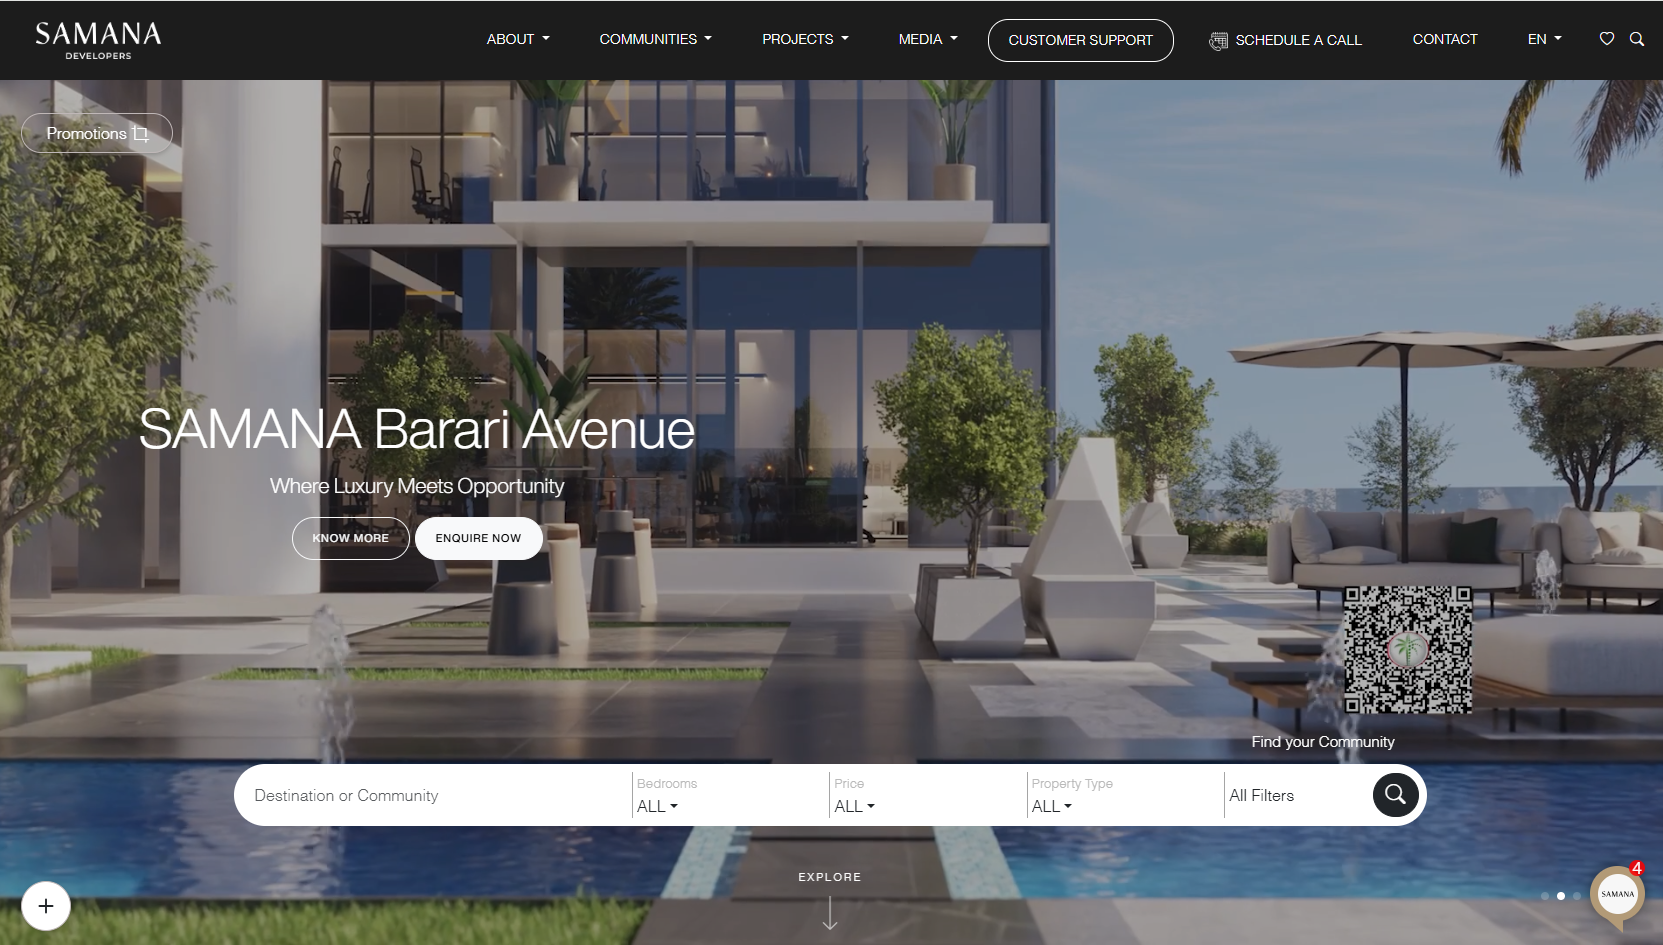 SAMANA
DEVELOPERS
ABOUT
COMMUNITIES
PROJECTS
MEDIA
CUSTOMER SUPPORT
SCHEDULE A CALL
CONTACT
EN
Promotions
SAMANA Barari Avenue
Where Luxury Meets Opportunity
KNOW MORE
ENQUIRE NOW
Find your Community
Destination or Community
Bedrooms
ALL
Price
ALL
Property Type
ALL
All Filters
EXPLORE
4
SAMANA